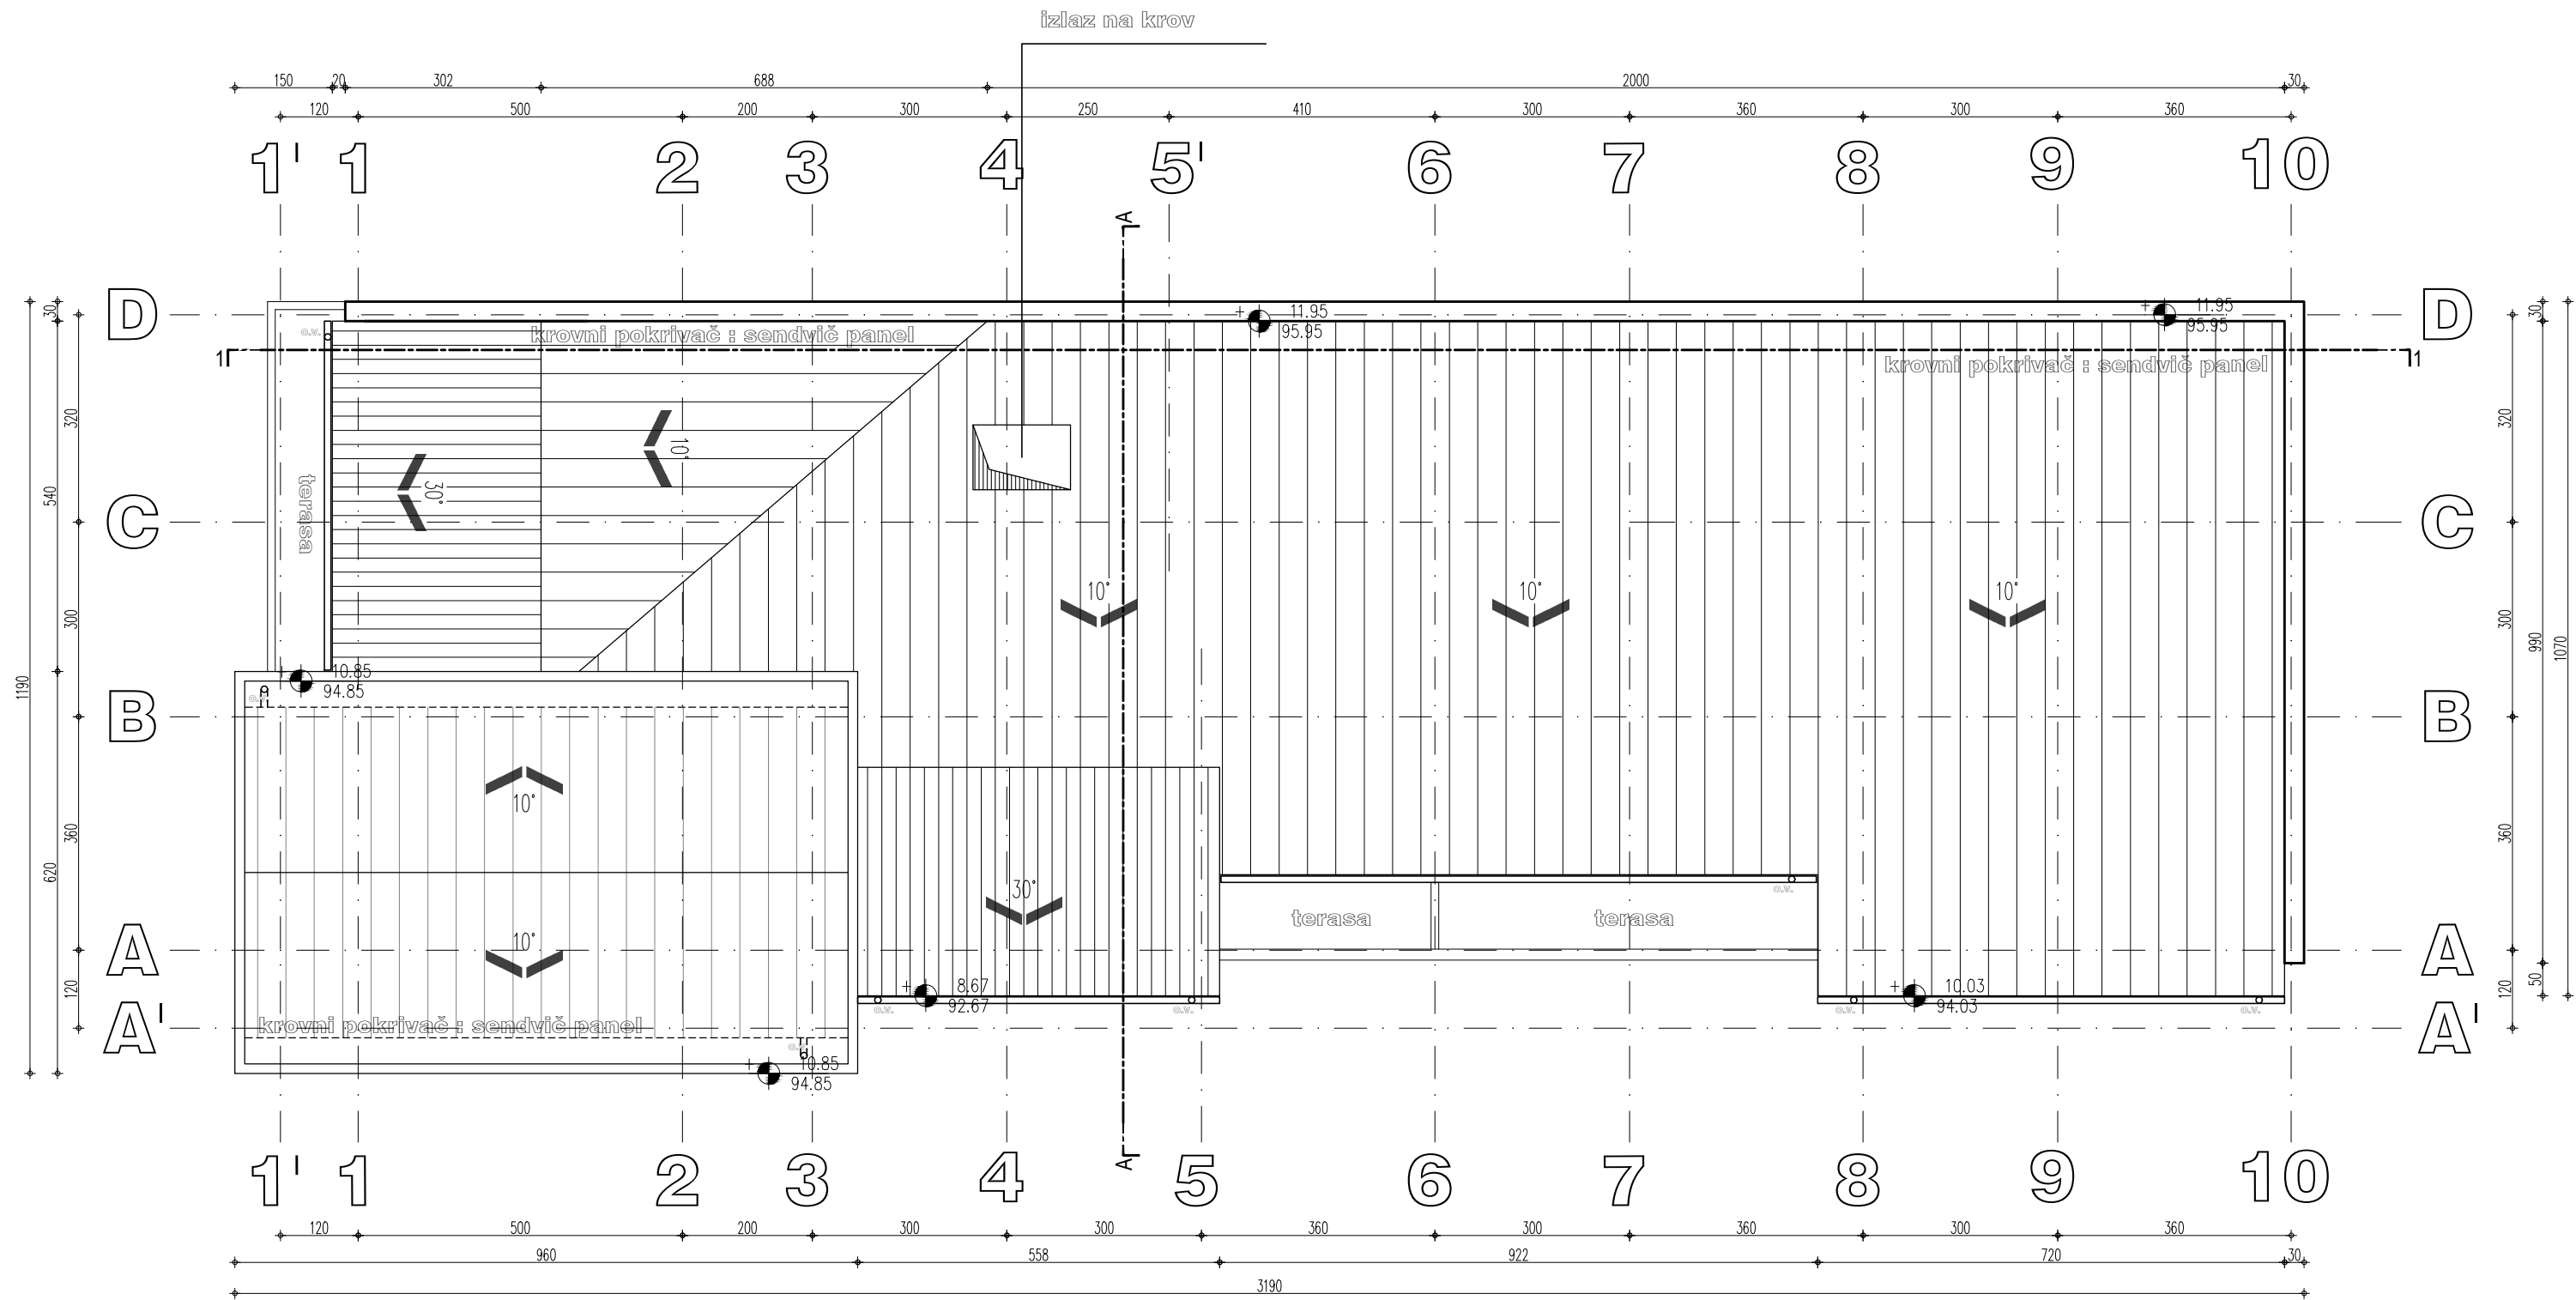 izlaz na krov
150 20 302 688 2000 30
120 500 200 300 250 410 300 360 300 360
1' 1 2 3 4 5' 6 7 8 9 10
A
D
D
+ 11.95
95.95
+ 11.95
95.95
o.v.
krovni pokrivač : sendvič panel
1
1
krovni pokrivač : sendvič panel
10°
30°
terasa
C
C
10°
10°
10°
+ 10.85
94.85
o.v.
B
B
10°
30°
o.v.
terasa
terasa
10°
A
A
+ 8.67
92.67
+ 10.03
94.03
o.v.
o.v.
o.v.
o.v.
krovni pokrivač : sendvič panel
A'
A'
o.v.
+ 10.85
94.85
1190
30 540 620
320 300 360 120
320 300 360 120
30 990 50
1070
A
1' 1 2 3 4 5 6 7 8 9 10
120 500 200 300 300 360 300 360 300 360
960 558 922 720 30
3190